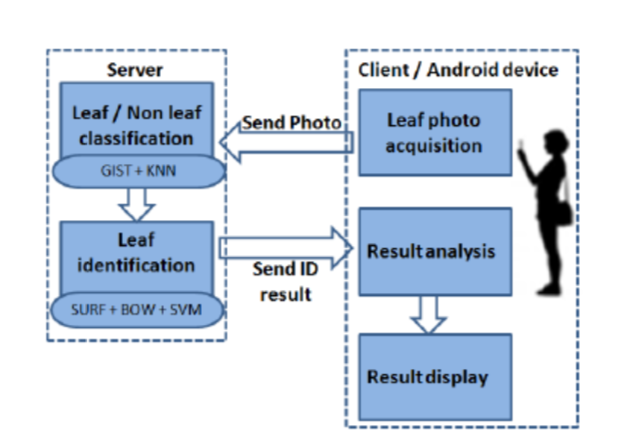 Server
Leaf / Non leaf
classification
GIST + KNN
Leaf
identification
SURF + BOW + SVM
Send Photo
Send ID
result
Client / Android device
Leaf photo
acquisition
Result analysis
Result display